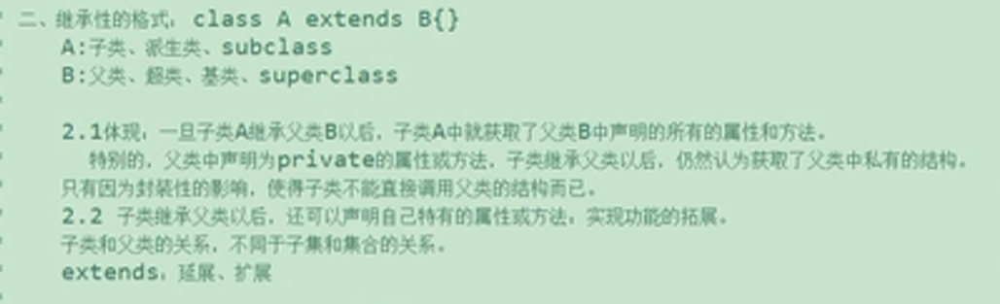 二、继承性的格式：class A extends B{}
A:子类、派生类、subclass
B:父类、超类、基类、superclass
2.1体现：一旦子类A继承父类B以后，子类A中就获取了父类B中声明的所有的属性和方法。
特别的，父类中声明为private的属性或方法，子类继承父类以后，仍然认为获取了父类中私有的结构。
只有因为封装性的影响，使得子类不能直接调用父类的结构而已。
2.2 子类继承父类以后，还可以声明自己特有的属性或方法：实现功能的拓展。
子类和父类的关系，不同于子集和集合的关系。
extends：延展、扩展